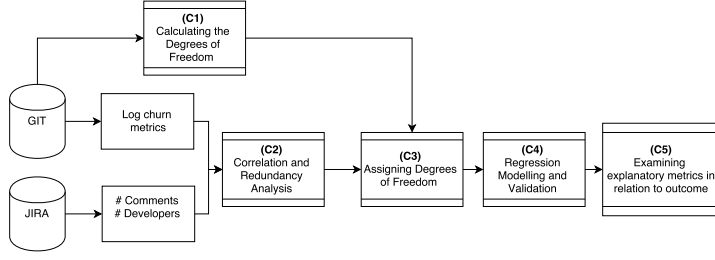 (C1)
Calculating the
Degrees of
Freedom
GIT
Log churn
metrics
(C2)
Correlation and
Redundancy
Analysis
(C3)
Assigning Degrees
of Freedom
(C4)
Regression
Modelling and
Validation
(C5)
Examining
explanatory metrics in
relation to outcome
JIRA
# Comments
# Developers